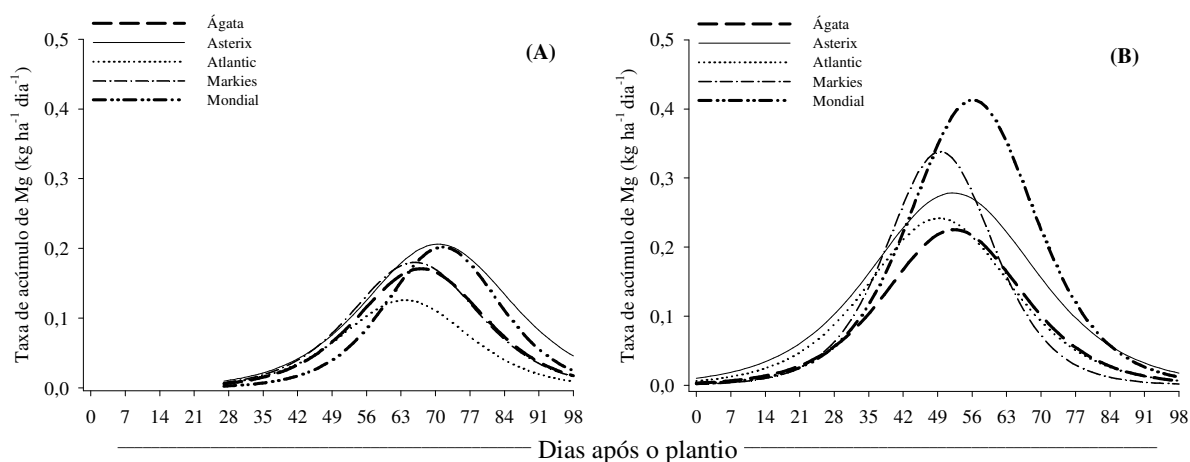 Ágata
Asterix
Atlantic
Markies
Mondial
(A)
Taxa de acúmulo de Mg (kg ha⁻¹ dia⁻¹)
0,5
0,4
0,3
0,2
0,1
0,0
0 7 14 21 28 35 42 49 56 63 70 77 84 91 98
Ágata
Asterix
Atlantic
Markies
Mondial
(B)
Taxa de acúmulo de Mg (kg ha⁻¹ dia⁻¹)
0,5
0,4
0,3
0,2
0,1
0,0
0 7 14 21 28 35 42 49 56 63 70 77 84 91 98
Dias após o plantio